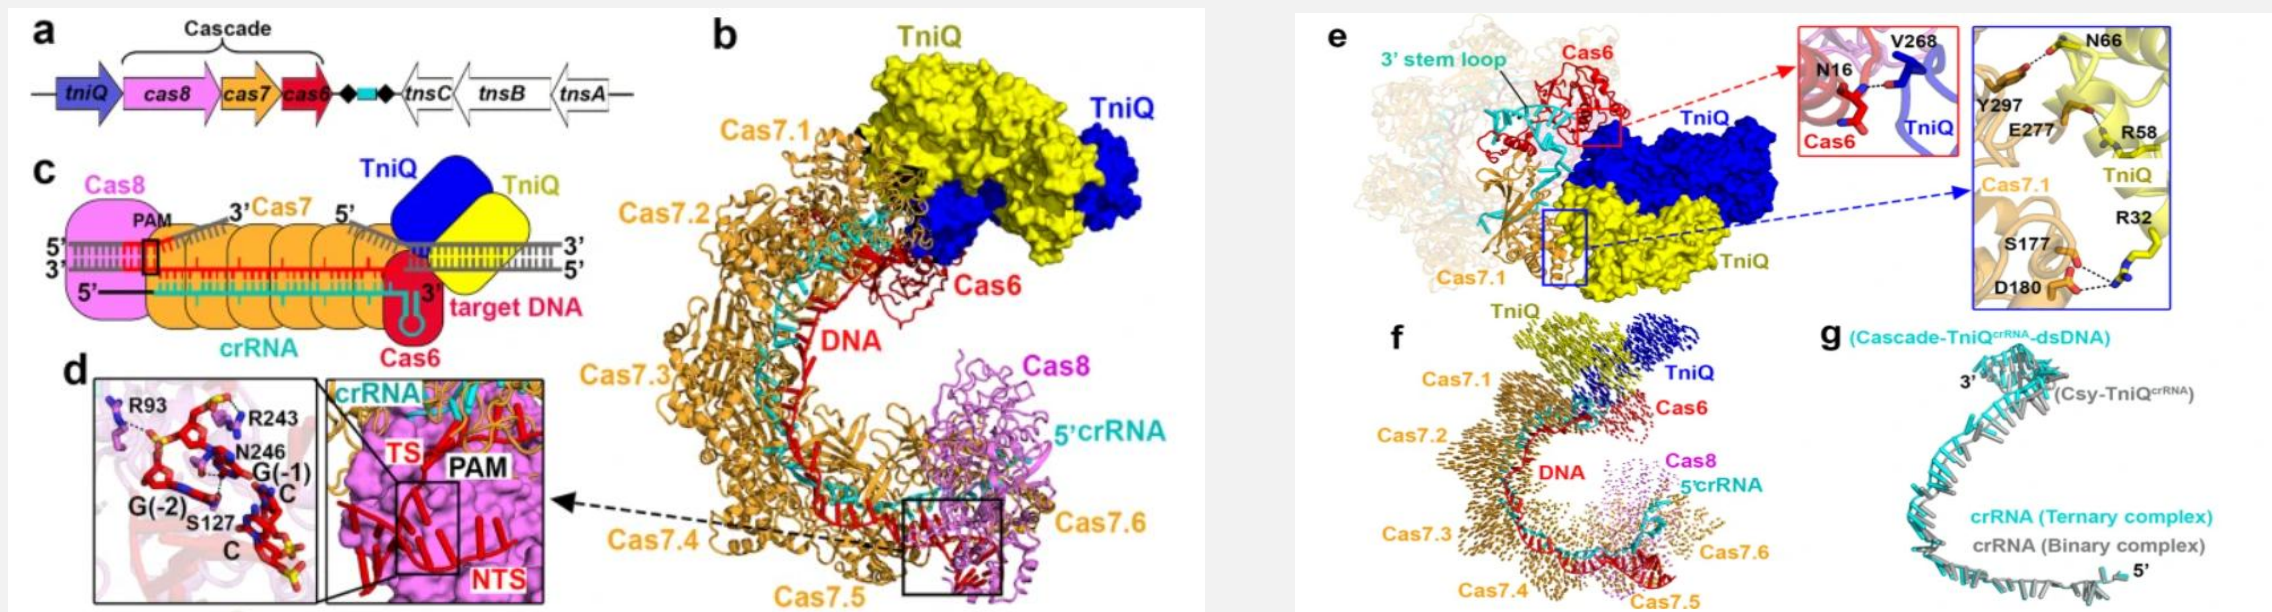 a
Cascade
tniQ cas8 cas7 cas6 tnsC tnsB tnsA
b
TniQ
TniQ
Cas7.1
Cas7.2
Cas6
DNA
Cas7.3
Cas8
5’crRNA
Cas7.4
Cas7.6
Cas7.5
c
TniQ
Cas8
TniQ
PAM
3’ Cas7 5’
5’ 3’
3’ 5’
5’ 3’
target DNA
crRNA
Cas6
d
R93
R243
N246
G(-1)
C
G(-2)
S127
C
crRNA
TS
PAM
NTS
e
3’ stem loop
Cas6
TniQ
Cas7.1
TniQ
V268
N16
TniQ
Cas6
N66
Y297
E277
R58
TniQ
Cas7.1
R32
S177
D180
f
TniQ
TniQ
Cas7.1
Cas6
Cas7.2
DNA
Cas8
5’crRNA
Cas7.3
Cas7.6
Cas7.4
Cas7.5
g
(Cascade-TniQcrRNA-dsDNA)
3’
(Csy-TniQcrRNA)
crRNA (Ternary complex)
crRNA (Binary complex)
5’